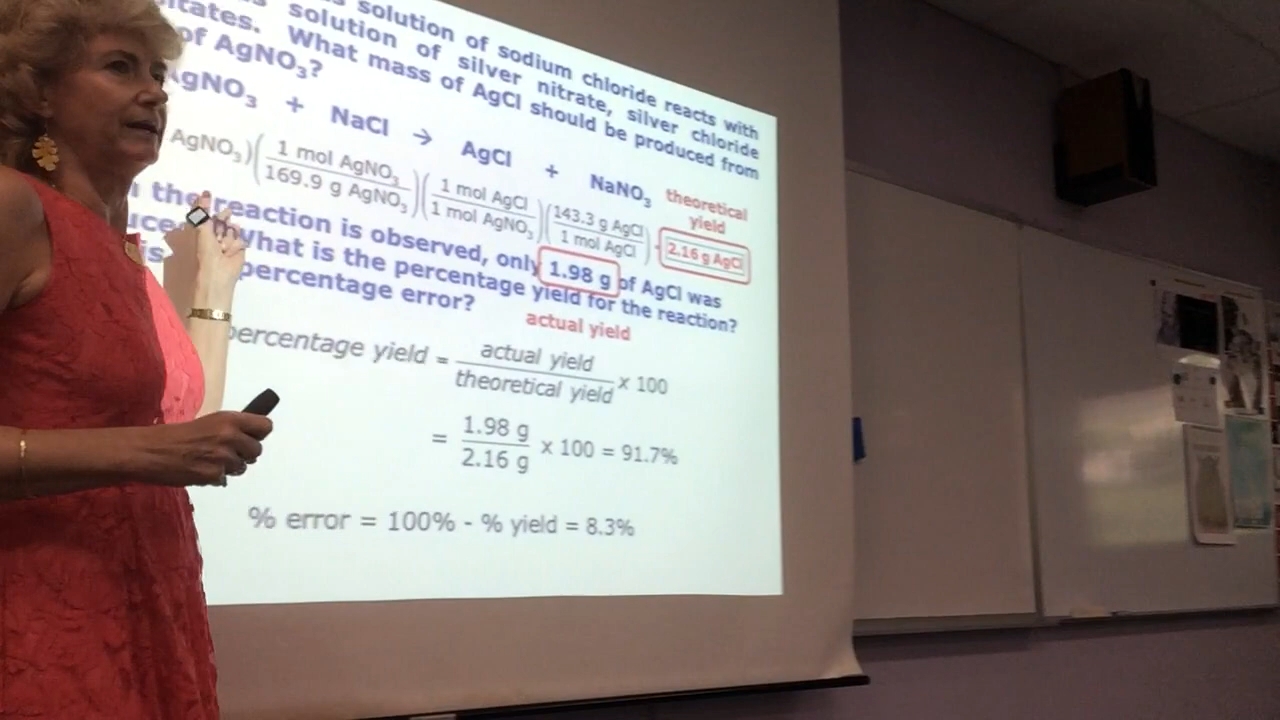 solution of sodium chloride reacts with
solution of silver nitrate, silver chloride
What mass of AgCl should be produced from
of AgNO₃?
AgNO₃ + NaCl → AgCl + NaNO₃
theoretical
yield
AgNO₃)(1 mol AgNO₃ / 169.9 g AgNO₃)(1 mol AgCl / 1 mol AgNO₃)(143.3 g AgCl / 1 mol AgCl) = 2.16 g AgCl
the reaction is observed, only 1.98 g of AgCl was
What is the percentage yield for the reaction?
percentage error?
actual yield
percentage yield = actual yield / theoretical yield x 100
= 1.98 g / 2.16 g x 100 = 91.7%
% error = 100% - % yield = 8.3%